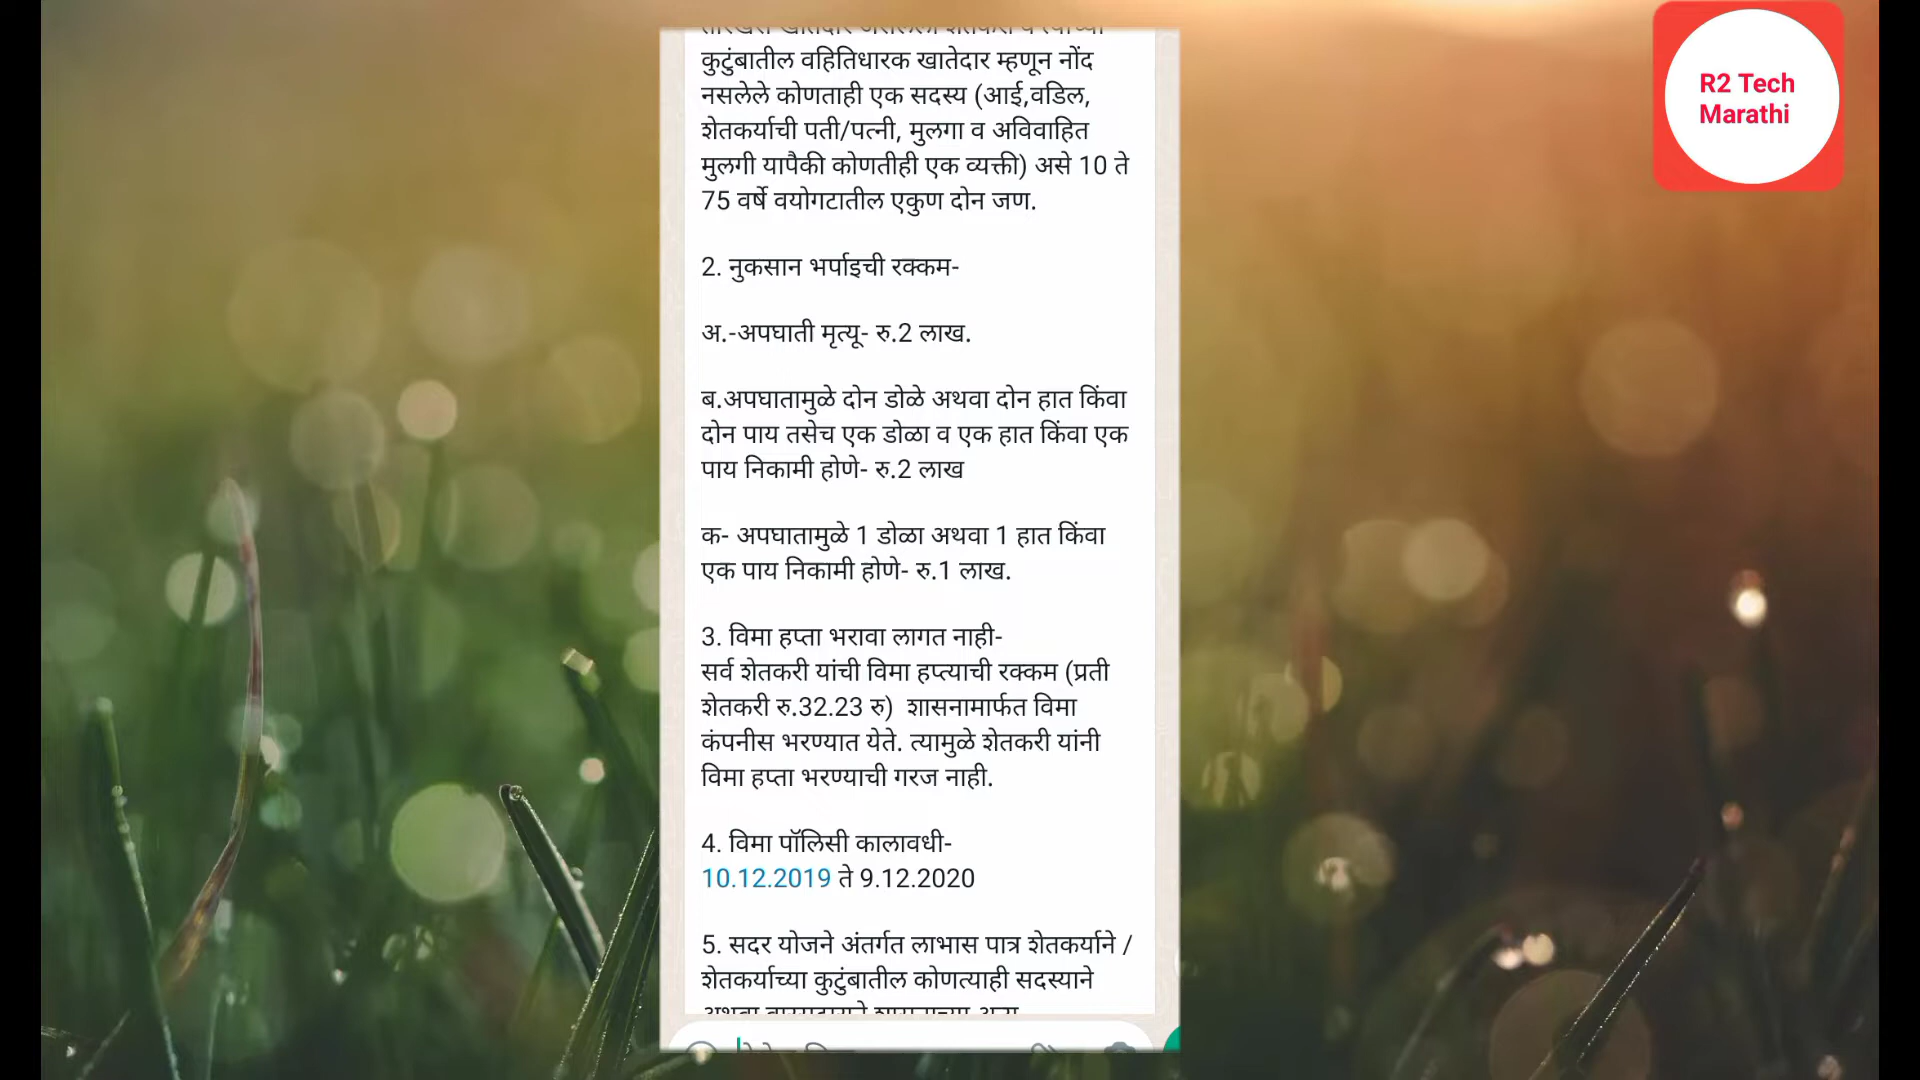 कुटुंबातील वहितिधारक खातेदार म्हणून नोंद
नसलेले कोणताही एक सदस्य (आई,वडिल,
शेतकर्याची पती/पत्नी, मुलगा व अविवाहित
मुलगी यापैकी कोणतीही एक व्यक्ती) असे 10 ते
75 वर्षे वयोगटातील एकुण दोन जण.
2. नुकसान भर्पाइची रक्कम-
अ.-अपघाती मृत्यू- रु.2 लाख.
ब.अपघातामुळे दोन डोळे अथवा दोन हात किंवा
दोन पाय तसेच एक डोळा व एक हात किंवा एक
पाय निकामी होणे- रु.2 लाख
क- अपघातामुळे 1 डोळा अथवा 1 हात किंवा
एक पाय निकामी होणे- रु.1 लाख.
3. विमा हप्ता भरावा लागत नाही-
सर्व शेतकरी यांची विमा हप्त्याची रक्कम (प्रती
शेतकरी रु.32.23 रु) शासनामार्फत विमा
कंपनीस भरण्यात येते. त्यामुळे शेतकरी यांनी
विमा हप्ता भरण्याची गरज नाही.
4. विमा पॉलिसी कालावधी-
10.12.2019 ते 9.12.2020
5. सदर योजने अंतर्गत लाभास पात्र शेतकर्याने /
शेतकर्याच्या कुटुंबातील कोणत्याही सदस्याने
R2 Tech
Marathi